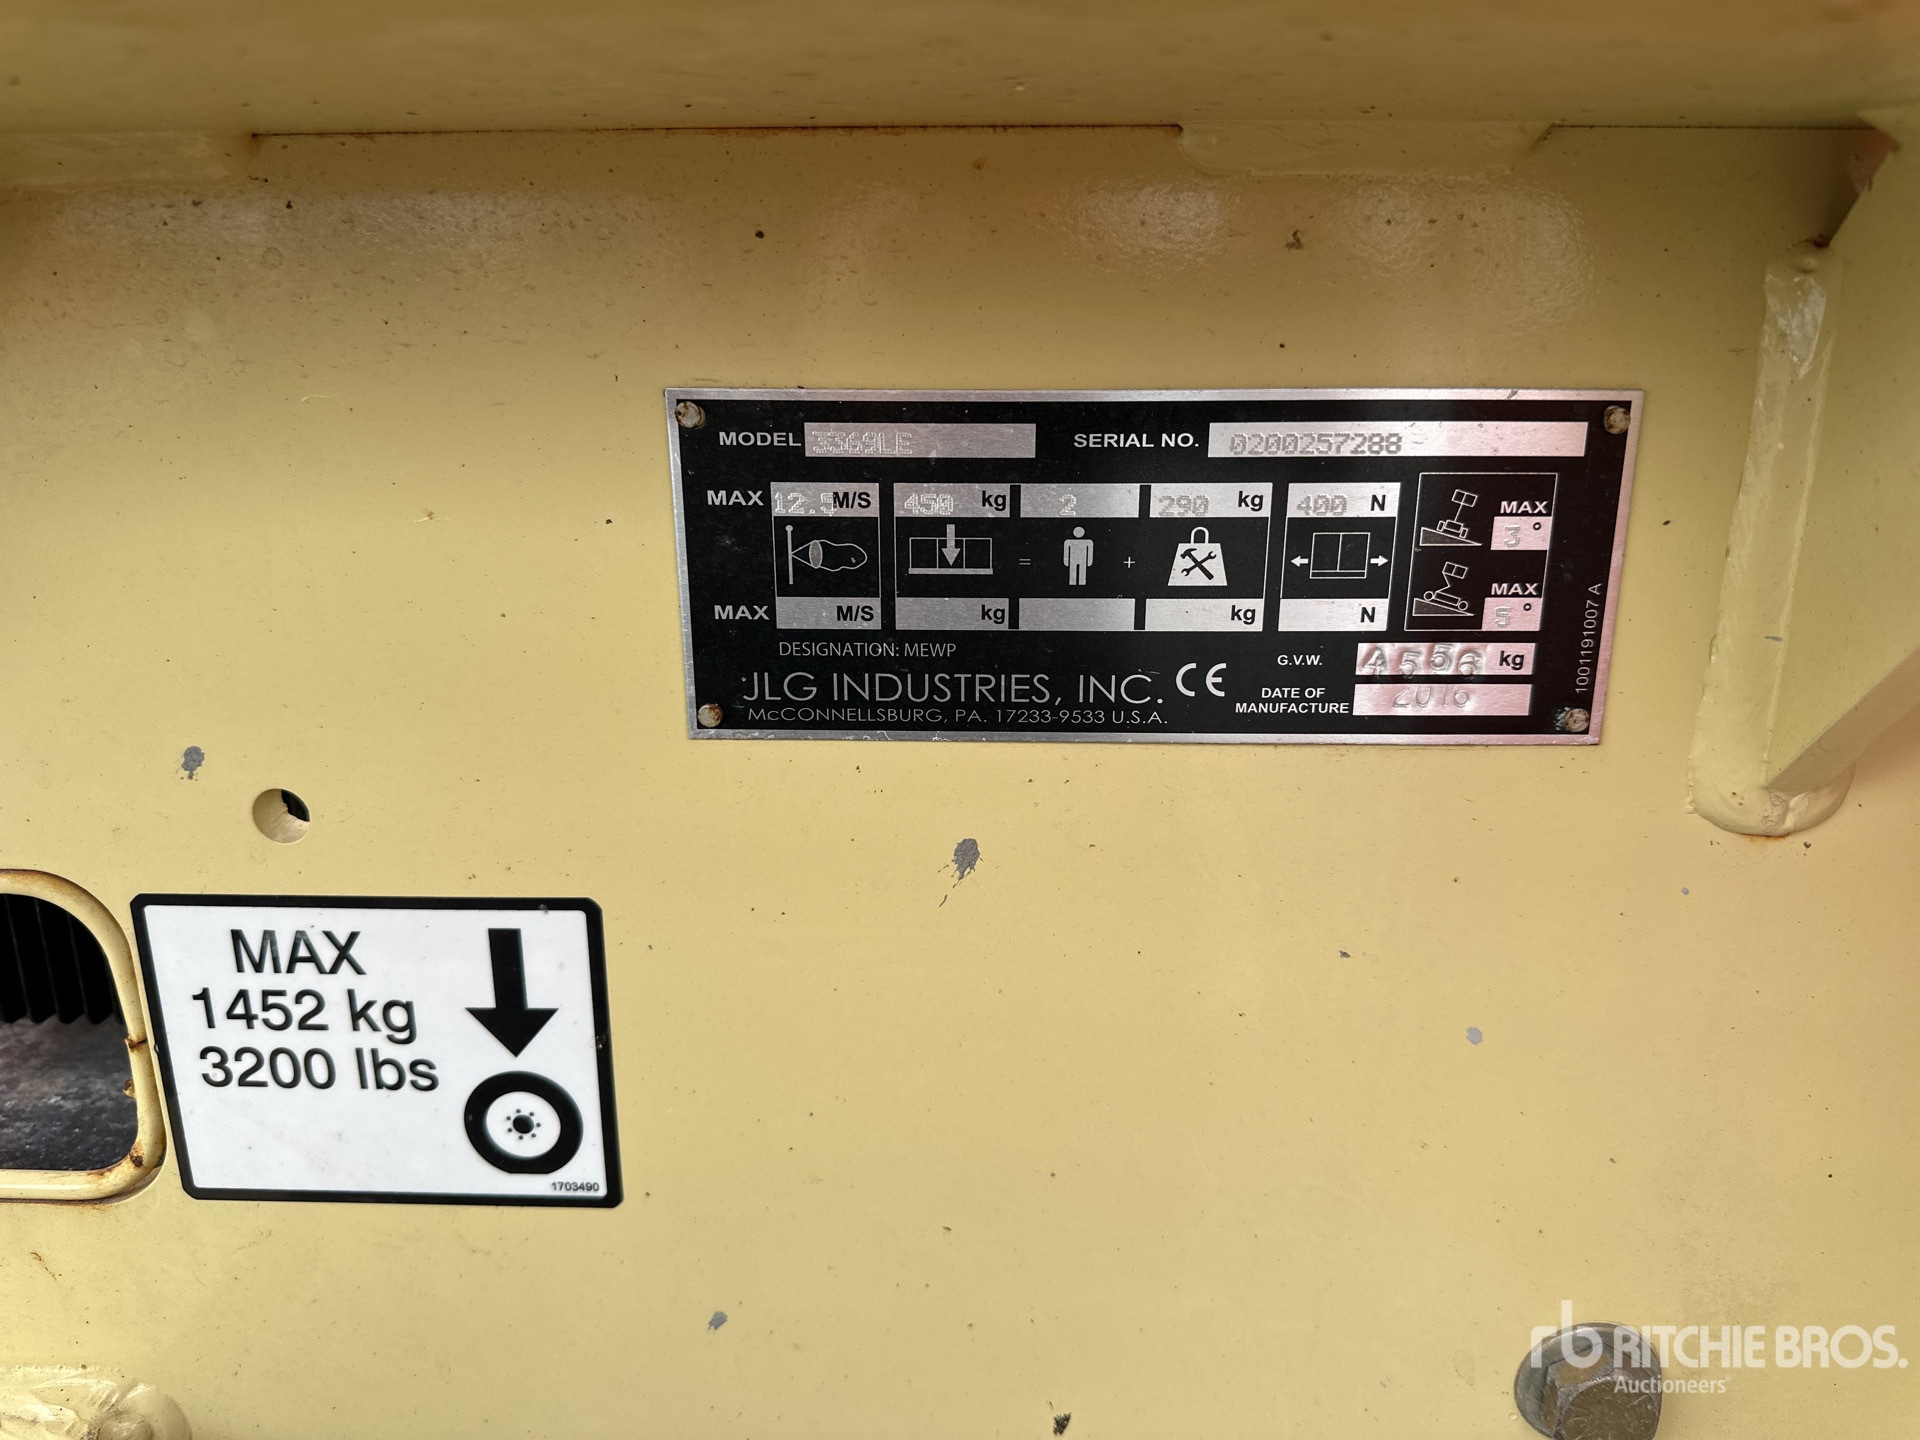 MODEL 3369LE SERIAL NO. 0200257288
MAX 12.5 M/S 450 kg 2 290 kg 400 N
MAX 3°
= +
MAX 5°
MAX M/S kg kg N
DESIGNATION: MEWP
G.V.W. 4556 kg
JLG INDUSTRIES, INC. CE
DATE OF MANUFACTURE 2016
McCONNELLSBURG, PA. 17233-9533 U.S.A.
1001191007 A
MAX
1452 kg
3200 lbs
1703490
rb RITCHIE BROS.
Auctioneers